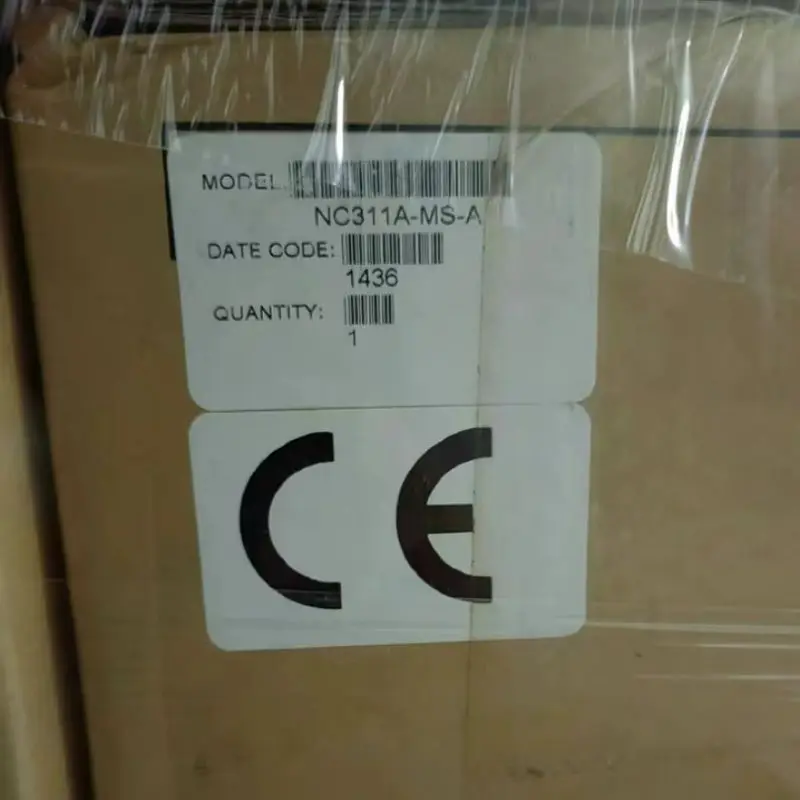 MODEL:
NC311A-MS-A
DATE CODE:
1436
QUANTITY:
1
CE